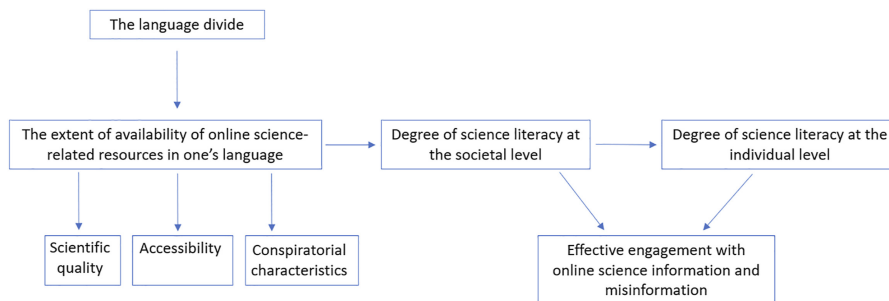 The language divide
The extent of availability of online science-
related resources in one's language
Degree of science literacy at
the societal level
Degree of science literacy at the
individual level
Scientific
quality
Accessibility
Conspiratorial
characteristics
Effective engagement with
online science information and
misinformation